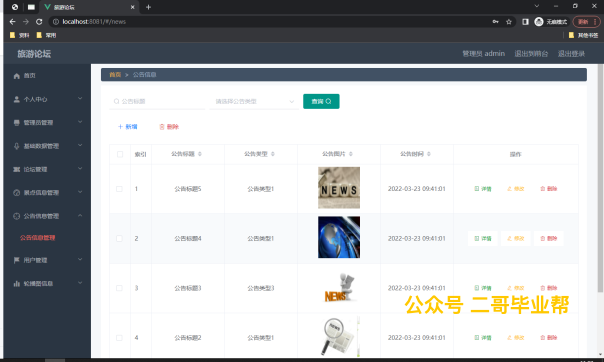 旅游论坛
localhost:8081/#/news
无痕模式
更新
资料
常用
其他书签
旅游论坛
管理员 admin
退出到前台
退出登录
首页
个人中心
管理员管理
基础数据管理
论坛管理
景点信息管理
公告信息管理
公告信息管理
用户管理
轮播图信息
首页 > 公告信息
公告标题
请选择公告类型
查询
+ 新增
删除
索引 公告标题 公告类型 公告图片 公告时间 操作
1 公告标题5 公告类型1 NEWS 2022-03-23 09:41:01 详情 修改 删除
2 公告标题4 公告类型1 2022-03-23 09:41:01 详情 修改 删除
3 公告标题3 公告类型3 NEWS 2022-03-23 09:41:01 详情 修改 删除
4 公告标题2 公告类型1 2022-03-23 09:41:01 详情 修改 删除
公众号 二哥毕业帮